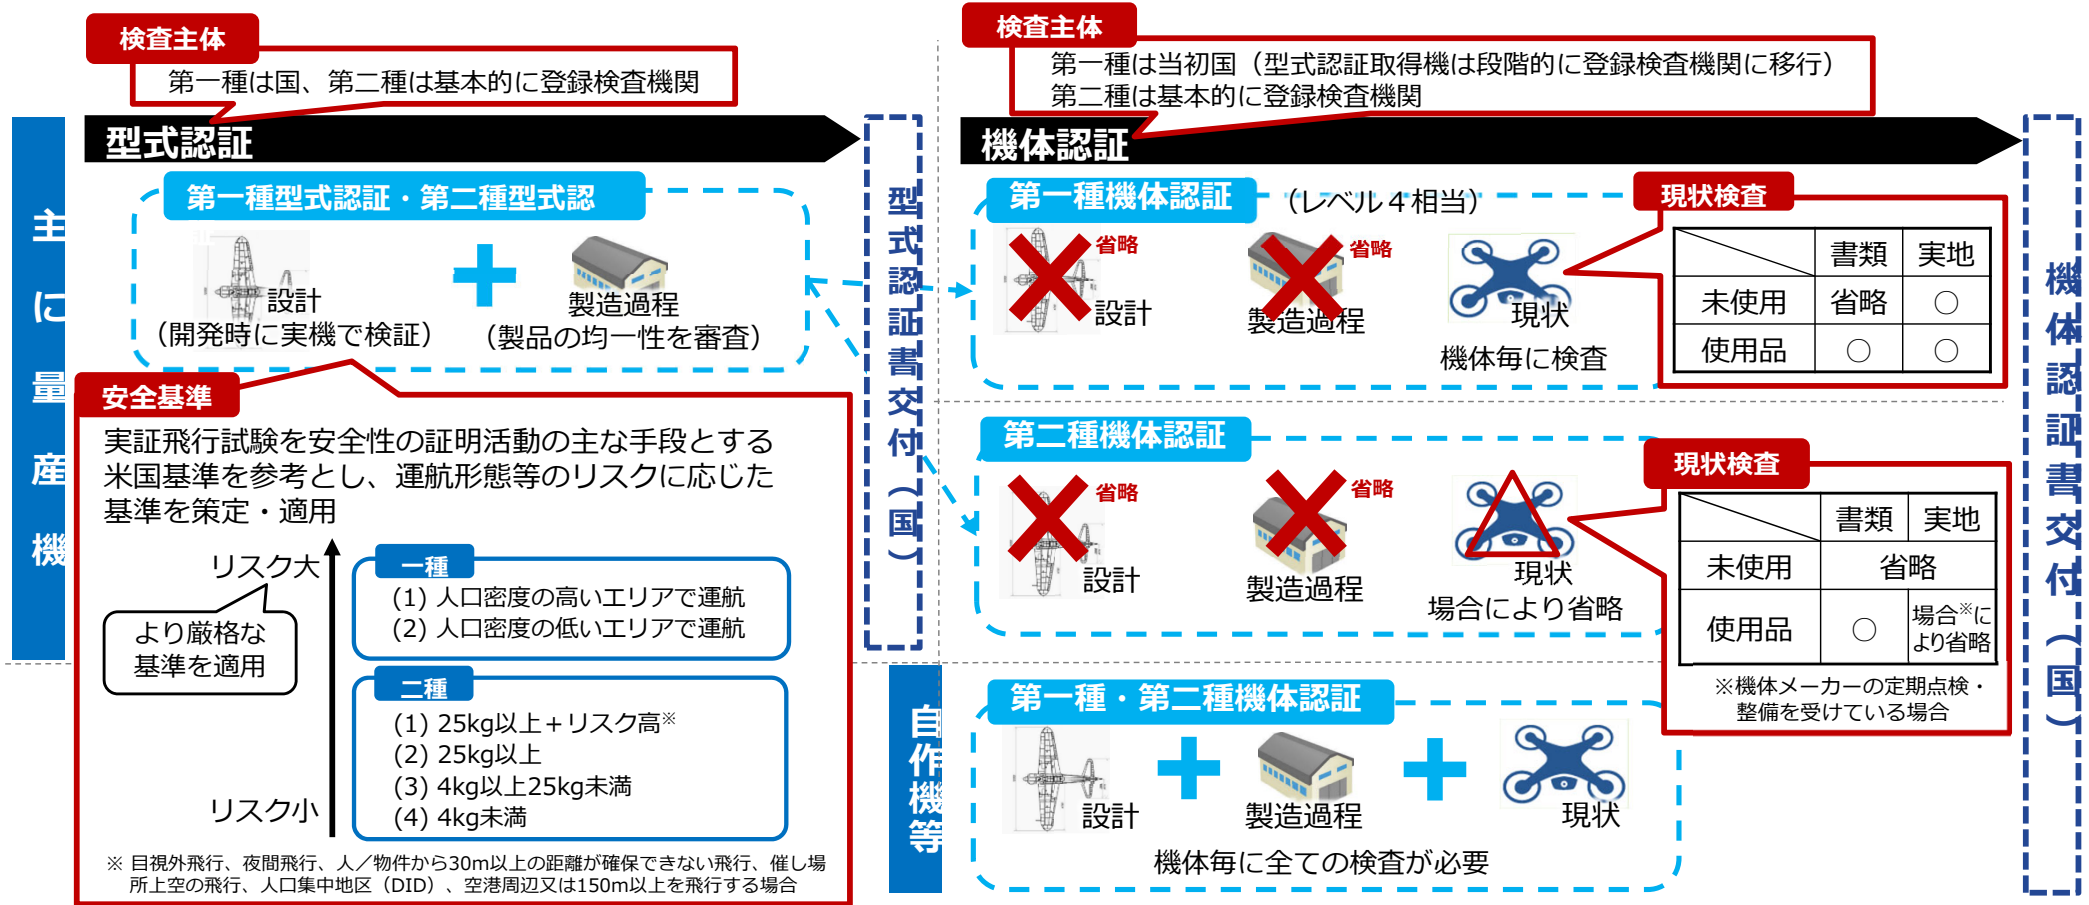 検査主体
第一種は国、第二種は基本的に登録検査機関
検査主体
第一種は当初国（型式認証取得機は段階的に登録検査機関に移行）
第二種は基本的に登録検査機関
主に量産機
型式認証
第一種型式認証・第二種型式認
証
設計
（開発時に実機で検証）
製造過程
（製品の均一性を審査）
安全基準
実証飛行試験を安全性の証明活動の主な手段とする
米国基準を参考とし、運航形態等のリスクに応じた
基準を策定・適用
リスク大
より厳格な
基準を適用
リスク小
一種
(1) 人口密度の高いエリアで運航
(2) 人口密度の低いエリアで運航
二種
(1) 25kg以上＋リスク高※
(2) 25kg以上
(3) 4kg以上25kg未満
(4) 4kg未満
※ 目視外飛行、夜間飛行、人／物件から30m以上の距離が確保できない飛行、催し場
所上空の飛行、人口集中地区（DID）、空港周辺又は150m以上を飛行する場合
型式認証書交付（国）
機体認証
第一種機体認証
（レベル４相当）
省略
設計
省略
製造過程
現状
機体毎に検査
現状検査
書類 実地
未使用 省略 ○
使用品 ○ ○
第二種機体認証
省略
設計
省略
製造過程
現状
場合により省略
現状検査
書類 実地
未使用 省略
使用品 ○ 場合※に
より省略
※機体メーカーの定期点検・
整備を受けている場合
自作機等
第一種・第二種機体認証
設計
製造過程
現状
機体毎に全ての検査が必要
機体認証書交付（国）